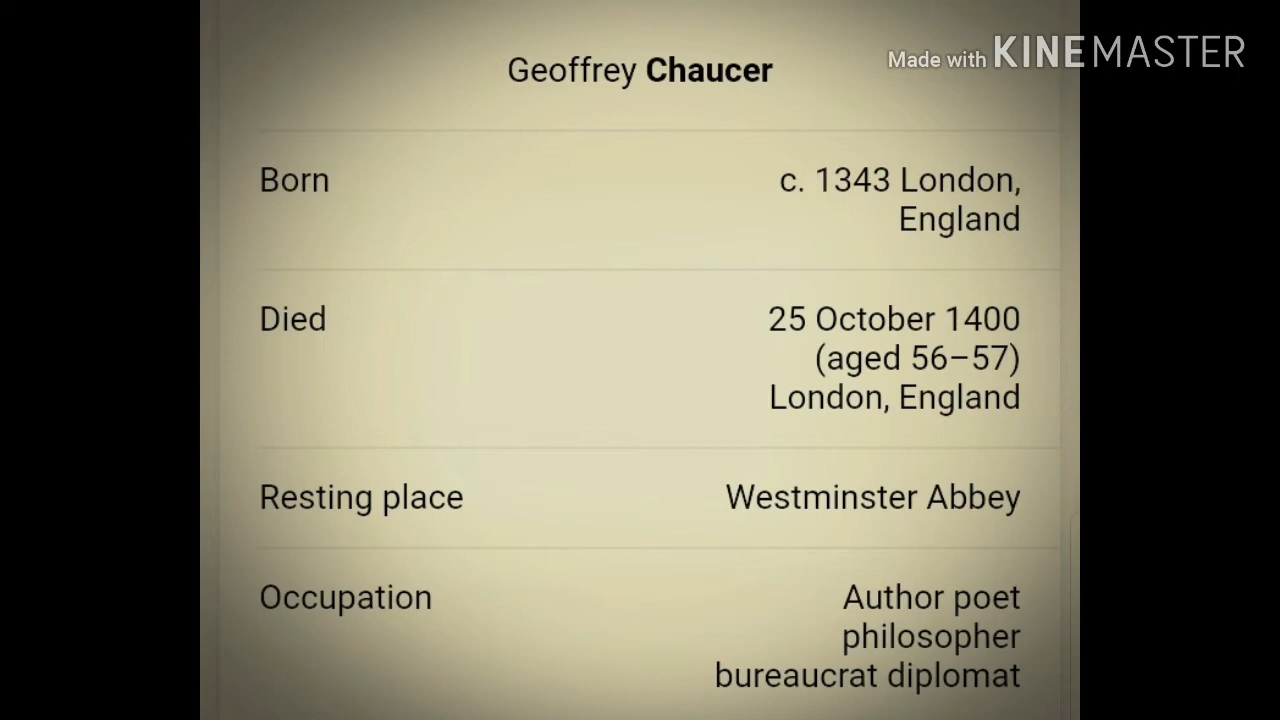 Made with KINEMASTER
Geoffrey Chaucer
Born
c. 1343 London,
England
Died
25 October 1400
(aged 56–57)
London, England
Resting place
Westminster Abbey
Occupation
Author poet
philosopher
bureaucrat diplomat